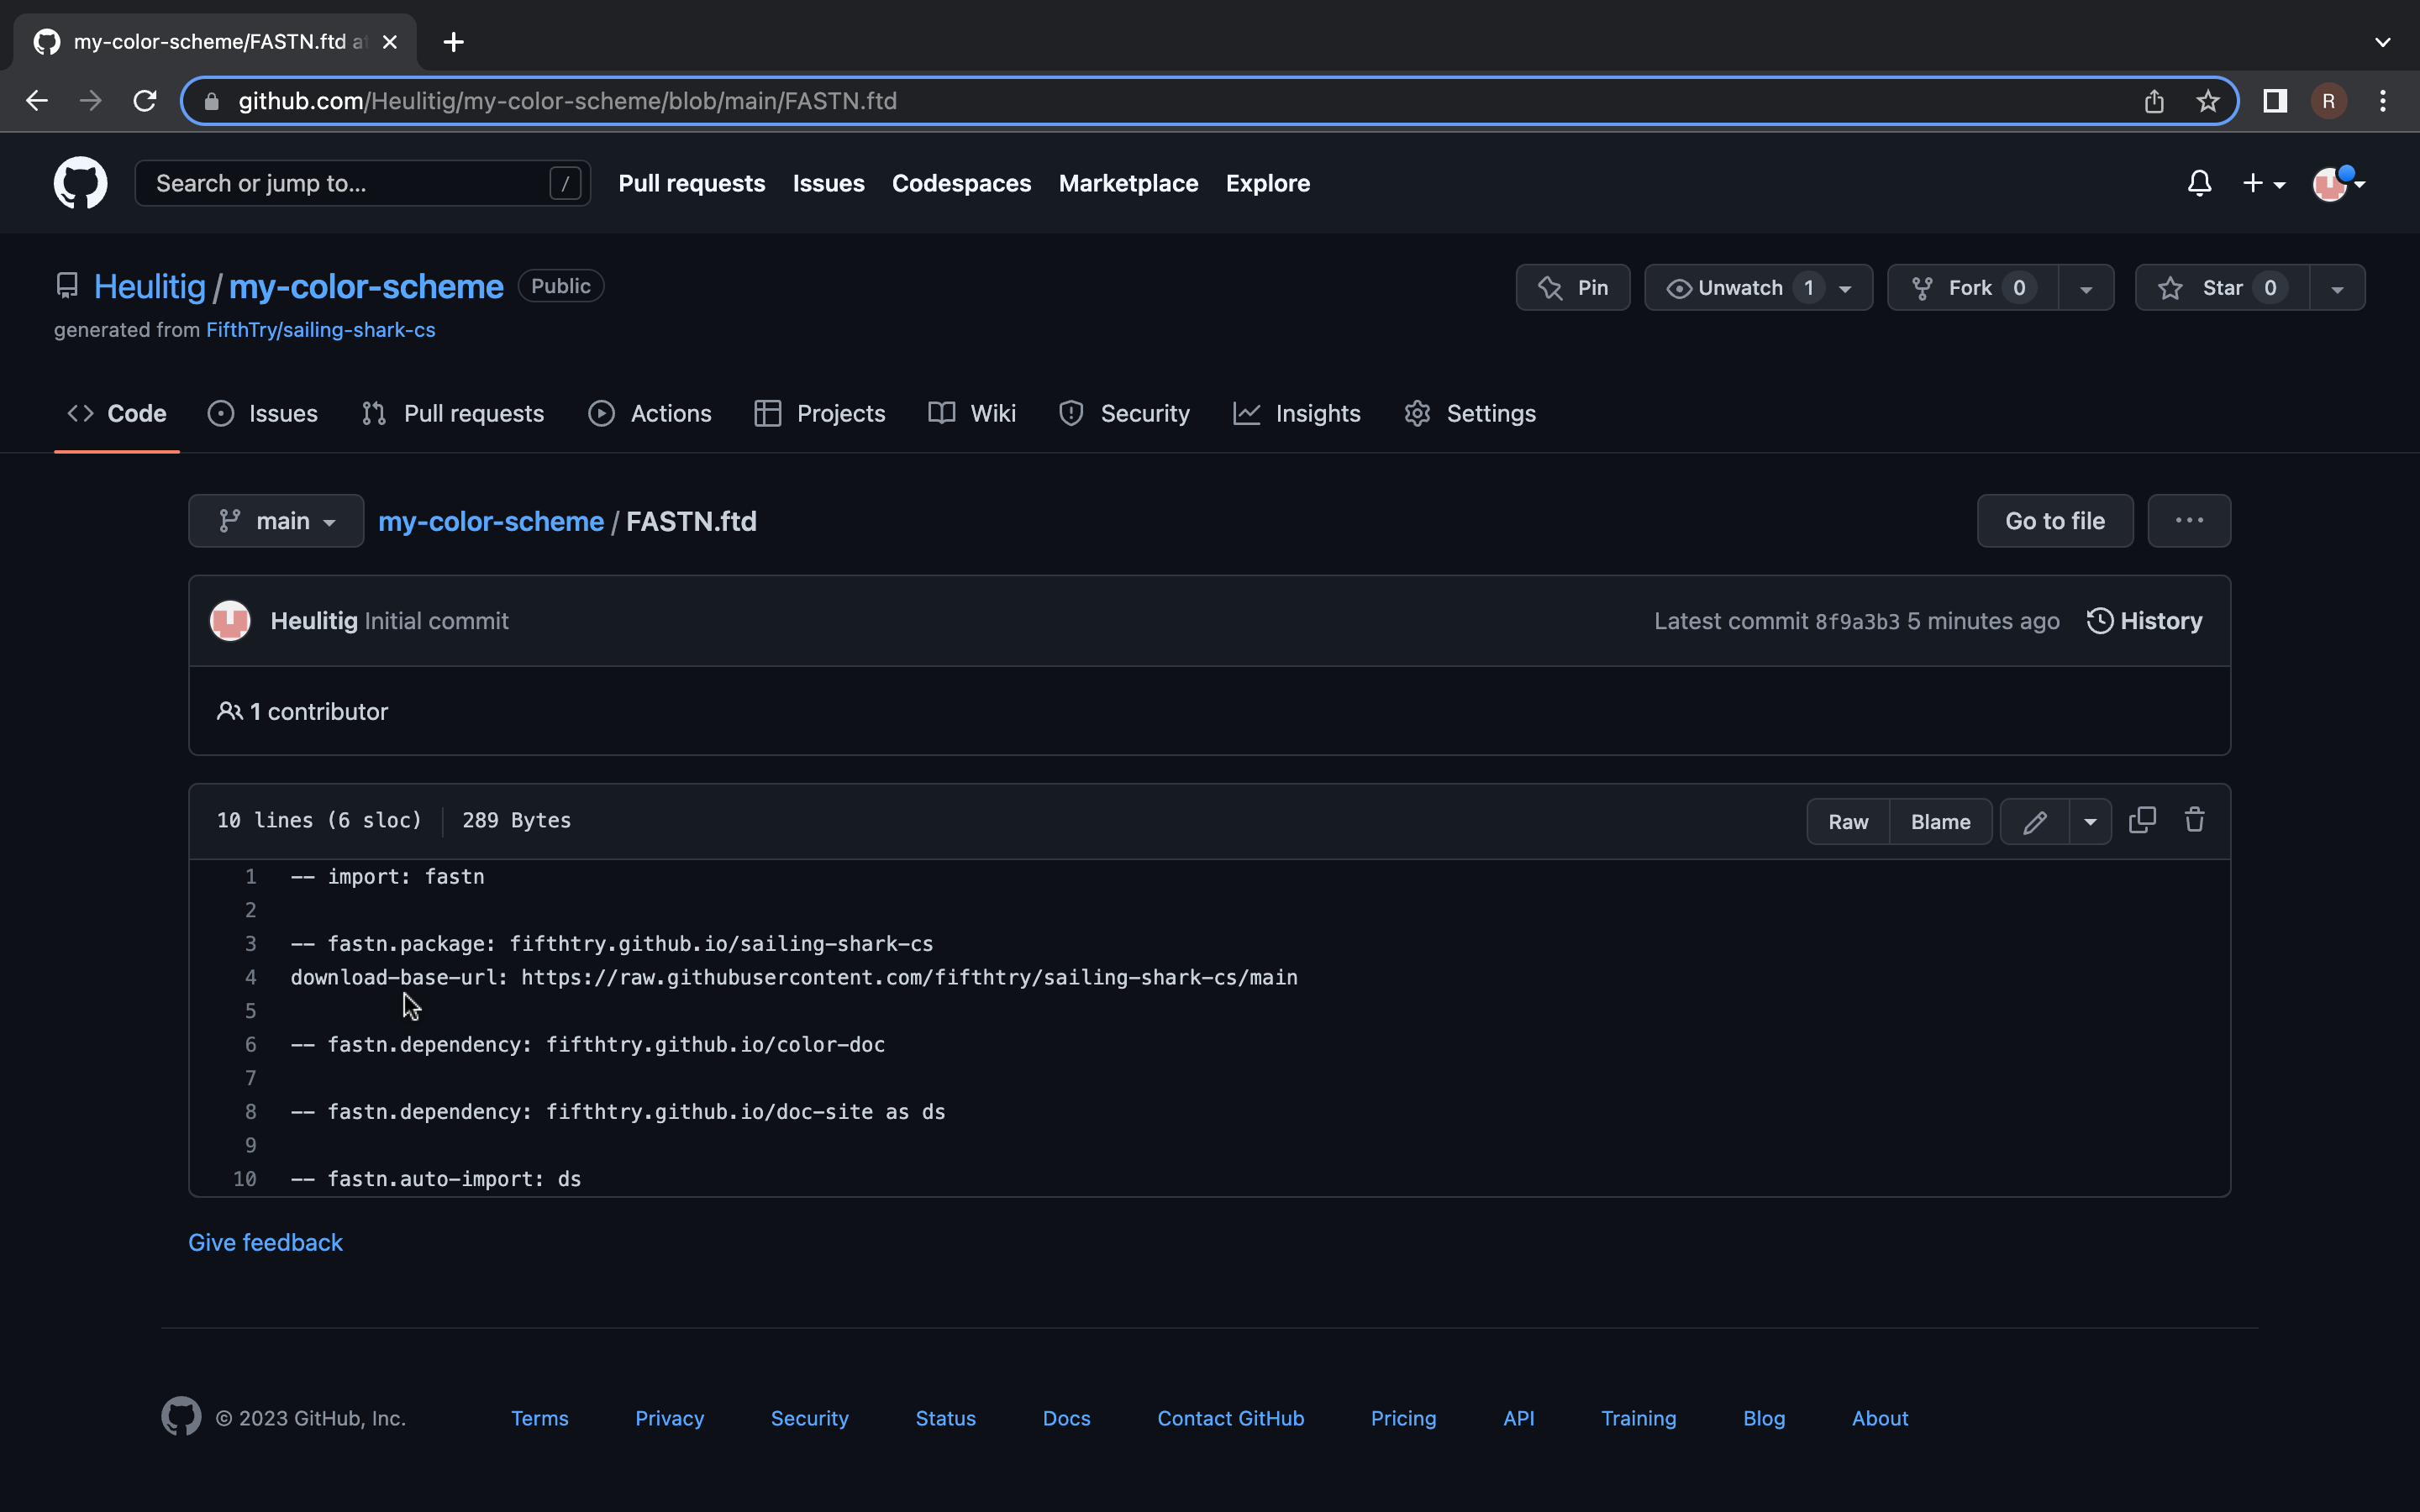 my-color-scheme/FASTN.ftd a
github.com/Heulitig/my-color-scheme/blob/main/FASTN.ftd
R
Search or jump to... /
Pull requests Issues Codespaces Marketplace Explore
Heulitig / my-color-scheme Public
Pin Unwatch 1 Fork 0 Star 0
generated from FifthTry/sailing-shark-cs
Code Issues Pull requests Actions Projects Wiki Security Insights Settings
main my-color-scheme / FASTN.ftd Go to file ...
Heulitig Initial commit Latest commit 8f9a3b3 5 minutes ago History
1 contributor
10 lines (6 sloc) 289 Bytes Raw Blame
1 -- import: fastn
2
3 -- fastn.package: fifthtry.github.io/sailing-shark-cs
4 download-base-url: https://raw.githubusercontent.com/fifthtry/sailing-shark-cs/main
5
6 -- fastn.dependency: fifthtry.github.io/color-doc
7
8 -- fastn.dependency: fifthtry.github.io/doc-site as ds
9
10 -- fastn.auto-import: ds
Give feedback
© 2023 GitHub, Inc. Terms Privacy Security Status Docs Contact GitHub Pricing API Training Blog About